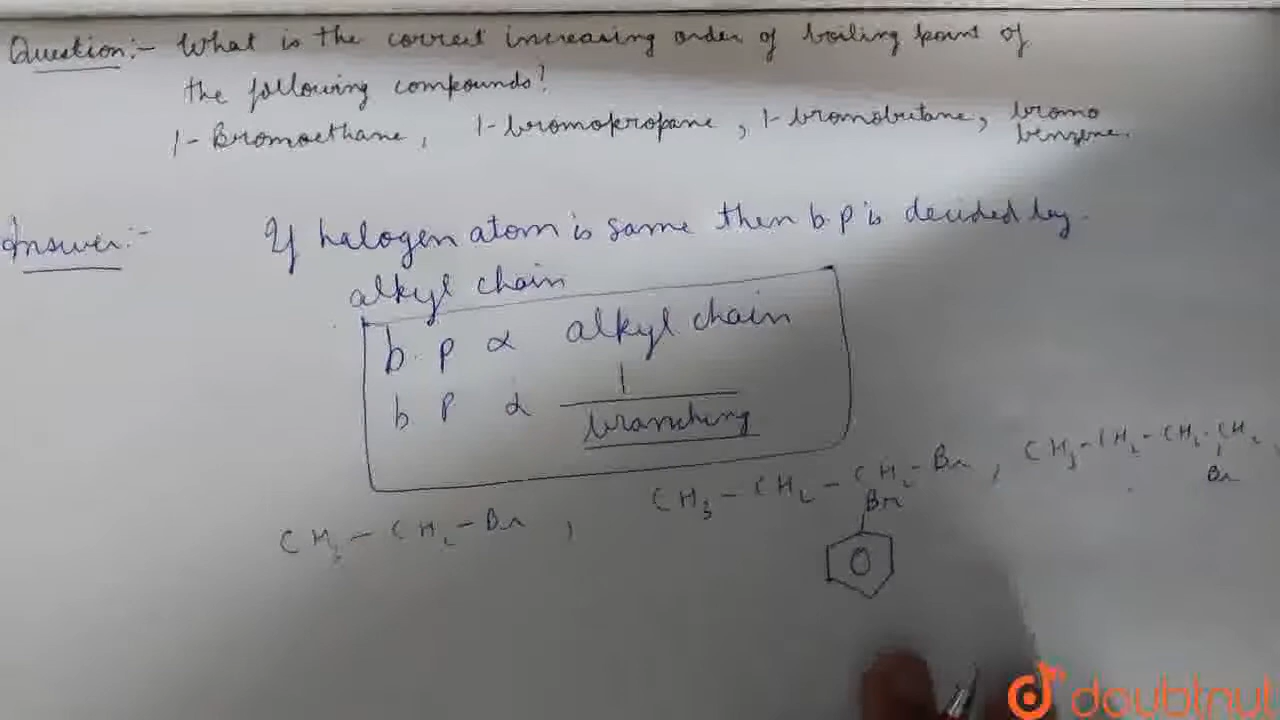 Question:- What is the correct increasing order of boiling point of
the following compounds?
1-Bromoethane, 1-bromopropane, 1-bromobutane, bromo
benzene.
Answer:- If halogen atom is same then b.p is decided by
alkyl chain
b. p ∝ alkyl chain
b p ∝ 1
branching
CH3-CH2-Br, CH3-CH2-CH2-Br, CH3-CH2-CH2-CH2
Br
Br
doubtnut